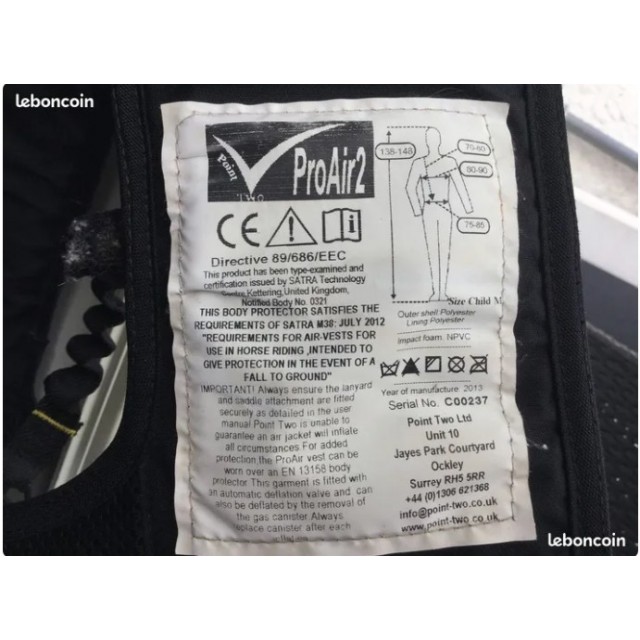 leboncoin
Point
TWO
ProAir2
138-148
70-80
80-90
75-85
CE
Directive 89/686/EEC
This product has been type-examined and
certification issued by SATRA Technology
Centre, Kettering, United Kingdom,
Notified Body No. 0321
THIS BODY PROTECTOR SATISFIES THE
REQUIREMENTS OF SATRA M38: JULY 2012
"REQUIREMENTS FOR AIR-VESTS FOR
USE IN HORSE RIDING ,INTENDED TO
GIVE PROTECTION IN THE EVENT OF A
FALL TO GROUND"
IMPORTANT! Always ensure the lanyard
and saddle attachment are fitted
securely as detailed in the user
manual Point Two is unable to
guarantee an air jacket will inflate
all circumstances. For added
protection the ProAir vest can be
worn over an EN 13158 body
protector This garment is fitted with
an automatic deflation valve and can
also be deflated by the removal of
the gas canister Always
replace canister after each
Size Child M
Outer shell Polyester
Lining Polyester
Impact foam. NPVC
Year of manufacture 2013
Serial No. C00237
Point Two Ltd
Unit 10
Jayes Park Courtyard
Ockley
Surrey RH5 5RR
+44 (0)1306 621368
info@point-two.co.uk
www.point-two.co.uk
leboncoin